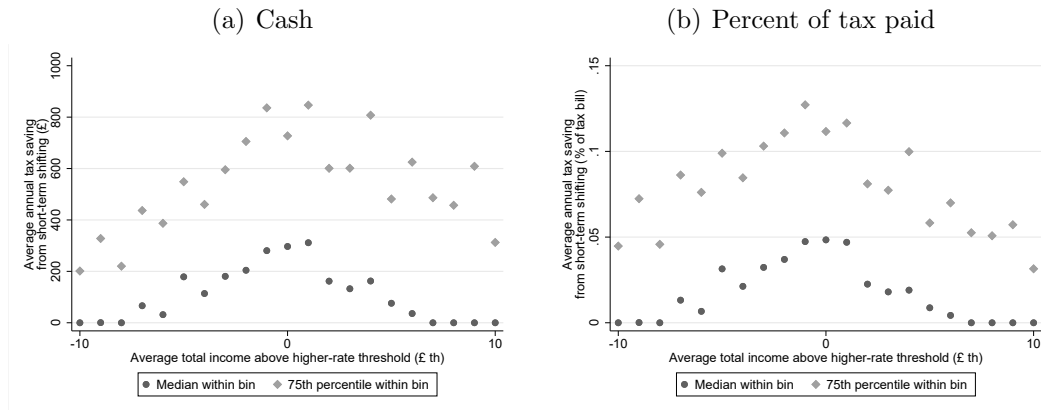 (a) Cash
(b) Percent of tax paid
Average annual tax saving
from short-term shifting (£)
1000
800
600
400
200
0
-10
0
10
Average total income above higher-rate threshold (£ th)
Median within bin
75th percentile within bin
Average annual tax saving
from short-term shifting (% of tax bill)
.15
.1
.05
0
-10
0
10
Average total income above higher-rate threshold (£ th)
Median within bin
75th percentile within bin